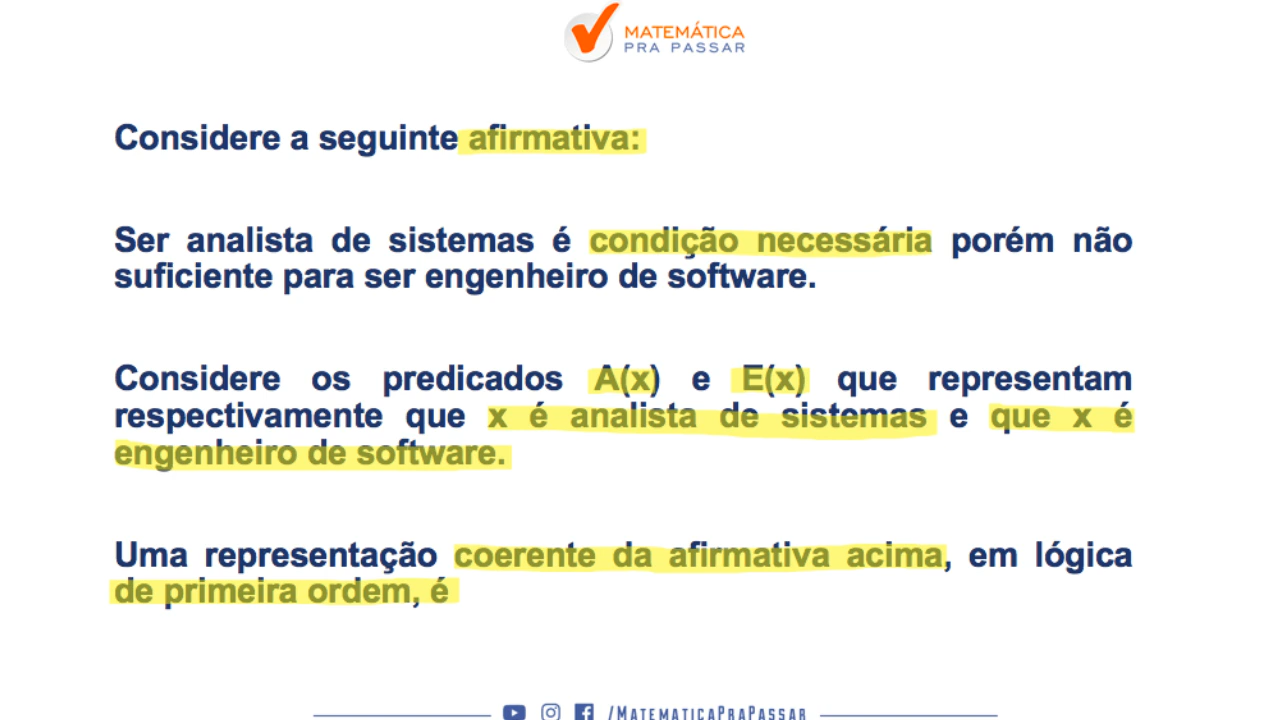 MATEMÁTICA
PRA PASSAR
Considere a seguinte afirmativa:
Ser analista de sistemas é condição necessária porém não
suficiente para ser engenheiro de software.
Considere os predicados A(x) e E(x) que representam
respectivamente que x é analista de sistemas e que x é
engenheiro de software.
Uma representação coerente da afirmativa acima, em lógica
de primeira ordem, é
/MATEMATICAPRAPASSAR